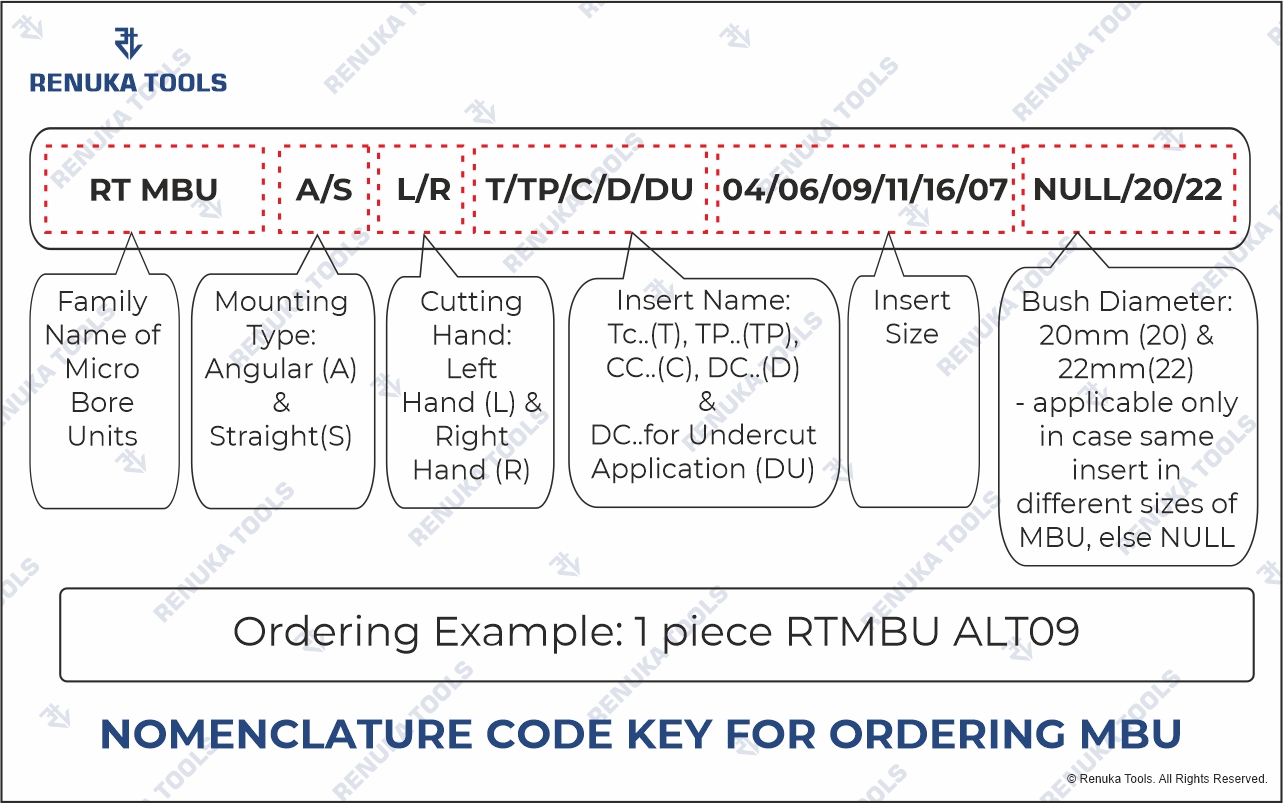 RENUKA TOOLS
RT MBU A/S L/R T/TP/C/D/DU 04/06/09/11/16/07 NULL/20/22
Family
Name of
Micro
Bore
Units
Mounting
Type:
Angular (A)
&
Straight(S)
Cutting
Hand:
Left
Hand (L) &
Right
Hand (R)
Insert Name:
Tc..(T), TP..(TP),
CC..(C), DC..(D)
&
DC..for Undercut
Application (DU)
Insert
Size
Bush Diameter:
20mm (20) &
22mm(22)
- applicable only
in case same
insert in
different sizes of
MBU, else NULL
Ordering Example: 1 piece RTMBU ALT09
NOMENCLATURE CODE KEY FOR ORDERING MBU
© Renuka Tools. All Rights Reserved.